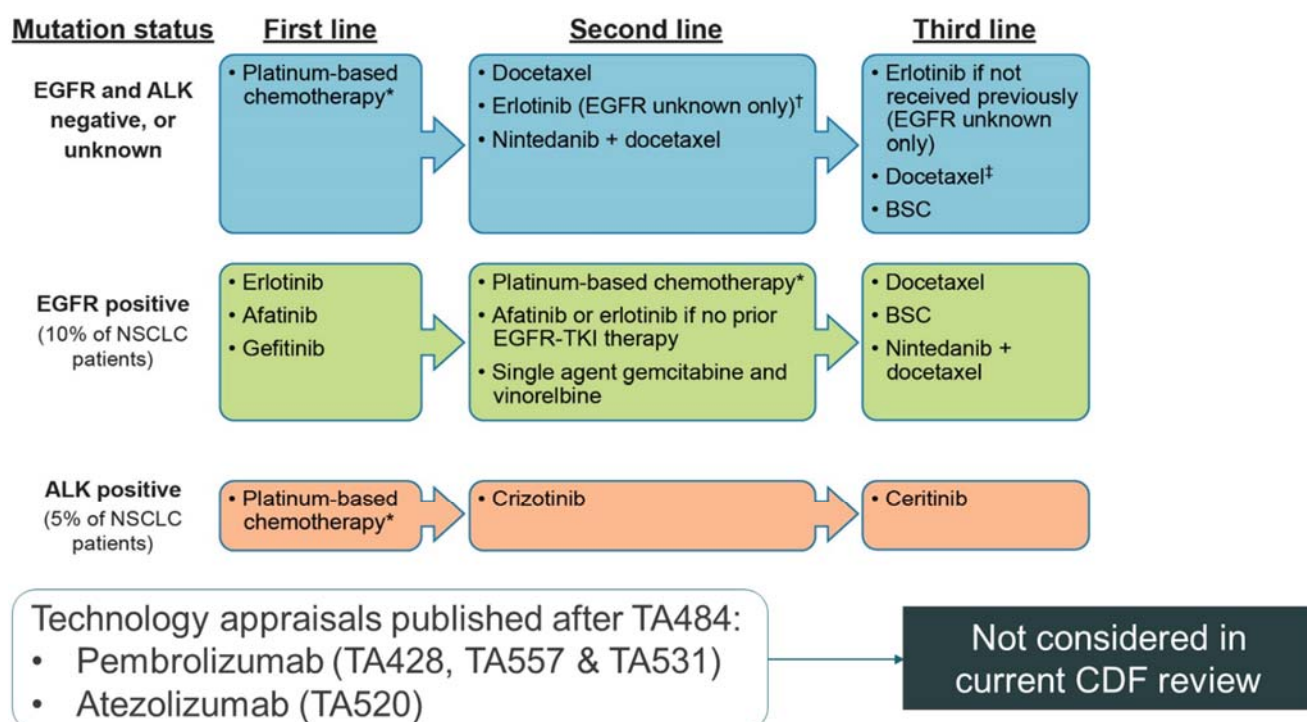 Mutation status
First line
Second line
Third line
EGFR and ALK
negative, or
unknown
• Platinum-based
chemotherapy*
• Docetaxel
• Erlotinib (EGFR unknown only)†
• Nintedanib + docetaxel
• Erlotinib if not
received previously
(EGFR unknown
only)
• Docetaxel‡
• BSC
EGFR positive
(10% of NSCLC
patients)
• Erlotinib
• Afatinib
• Gefitinib
• Platinum-based chemotherapy*
• Afatinib or erlotinib if no prior
EGFR-TKI therapy
• Single agent gemcitabine and
vinorelbine
• Docetaxel
• BSC
• Nintedanib +
docetaxel
ALK positive
(5% of NSCLC
patients)
• Platinum-based
chemotherapy*
• Crizotinib
• Ceritinib
Technology appraisals published after TA484:
• Pembrolizumab (TA428, TA557 & TA531)
• Atezolizumab (TA520)
Not considered in
current CDF review